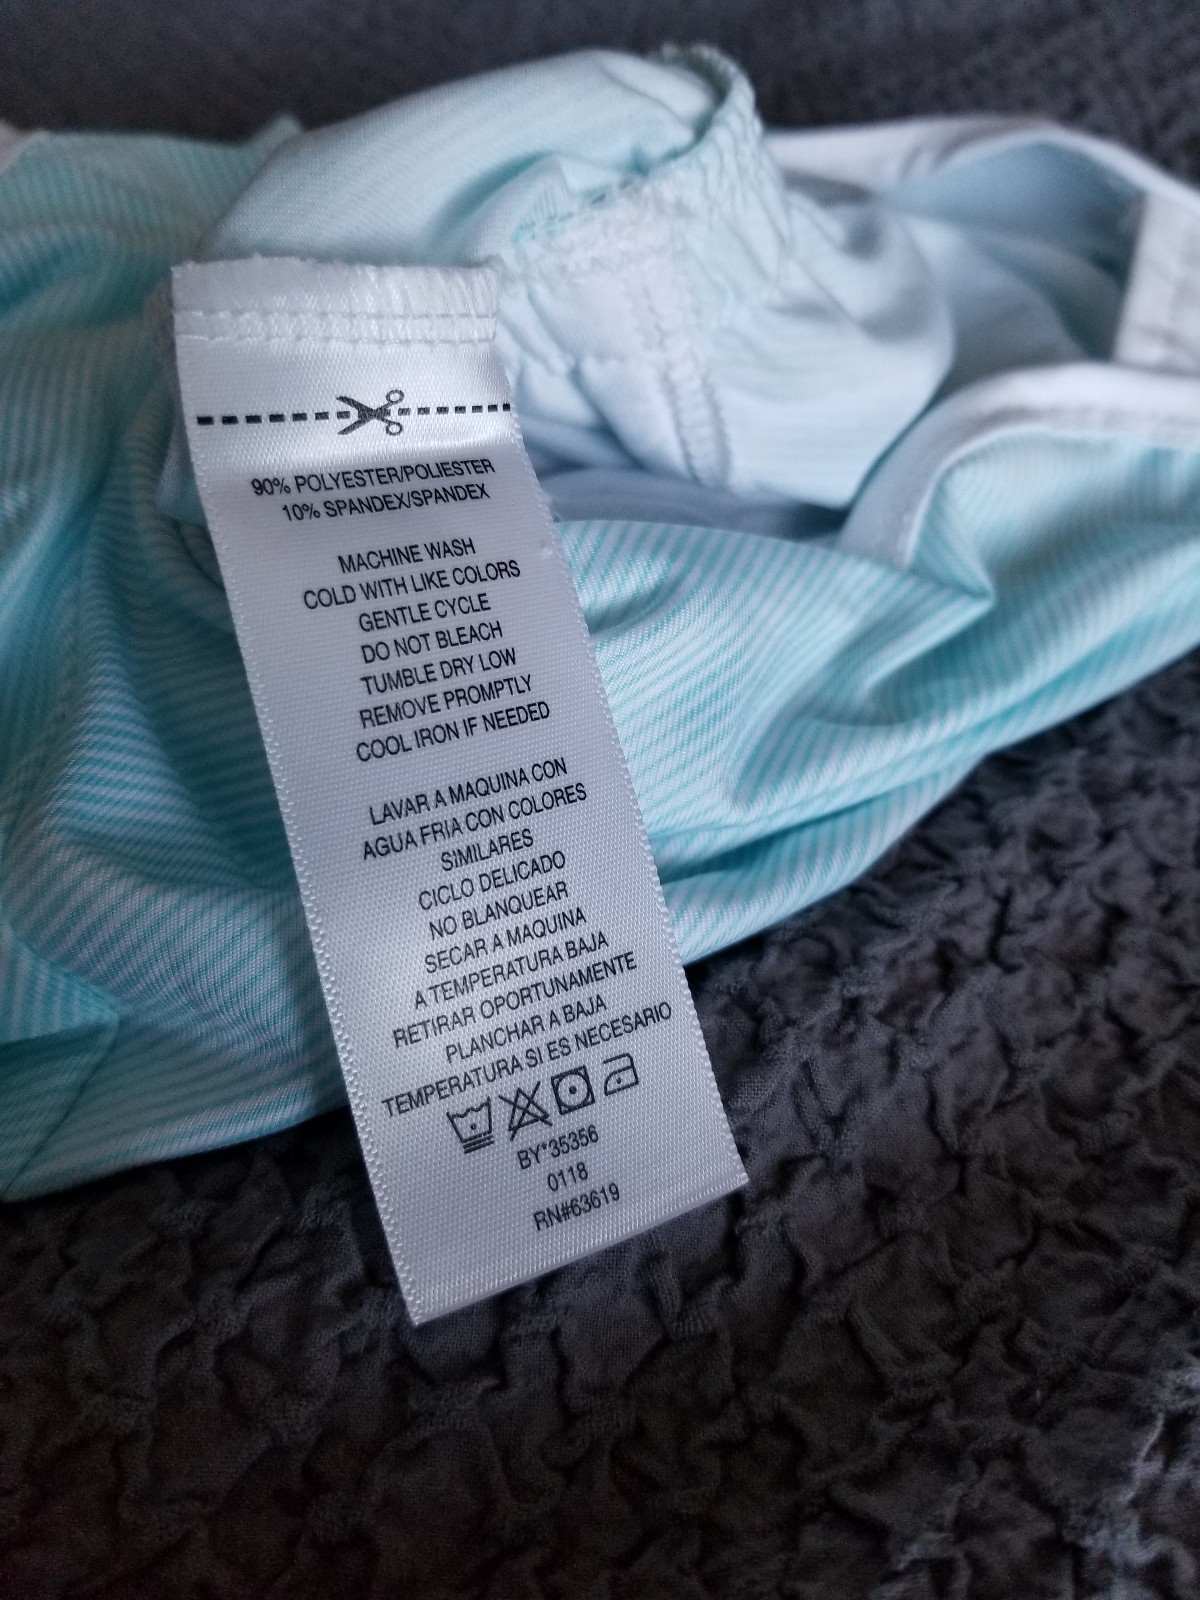 90% POLYESTER/POLIESTER
10% SPANDEX/SPANDEX
MACHINE WASH
COLD WITH LIKE COLORS
GENTLE CYCLE
DO NOT BLEACH
TUMBLE DRY LOW
REMOVE PROMPTLY
COOL IRON IF NEEDED
LAVAR A MAQUINA CON
AGUA FRIA CON COLORES
SIMILARES
CICLO DELICADO
NO BLANQUEAR
SECAR A MAQUINA
A TEMPERATURA BAJA
RETIRAR OPORTUNAMENTE
PLANCHAR A BAJA
TEMPERATURA SI ES NECESARIO
BY*35356
0118
RN#63619